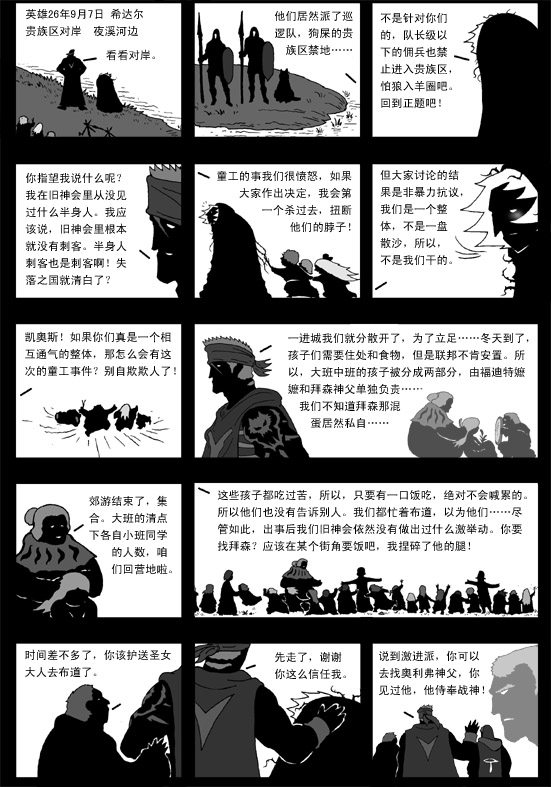 英雄26年9月7日 希达尔
贵族区对岸 夜溪河边
看看对岸。
他们居然派了巡
逻队，狗屎的贵
族区禁地……
不是针对你们
的，队长级以
下的佣兵也禁
止进入贵族区，
怕狼入羊圈吧。
回到正题吧！
你指望我说什么呢？
我在旧神会里从没见
过什么半身人。我应
该说，旧神会里根本
就没有刺客。半身人
刺客也是刺客啊！失
落之国就清白了？
童工的事我们很愤怒，如果
大家作出决定，我会第
一个杀过去，扭断
他们的脖子！
但大家讨论的结
果是非暴力抗议，
我们是一个整
体，不是一盘
散沙，所以，
不是我们干的。
凯奥斯！如果你们真是一个相
互通气的整体，那怎么会有这
次的童工事件？别自欺欺人了！
一进城我们就分散开了，为了立足……冬天到了，
孩子们需要住处和食物，但是联邦不肯安置。所
以，大班中班的孩子被分成两部分，由福迪特嬷
嬷和拜森神父单独负责……
我们不知道拜森那混
蛋居然私自……
郊游结束了，集
合。大班的清点
下各自小班同学
的人数，咱
们回营地啦。
这些孩子都吃过苦，所以，只要有一口饭吃，绝对不会喊累的。
所以他们也没有告诉别人。我们都忙着布道，以为他们……尽
管如此，出事后我们旧神会依然没有做出过什么激举动。你要
找拜森？应该在某个街角要饭吧，我捏碎了他的腿！
时间差不多了，你该护送圣女
大人去布道了。
先走了，谢谢
你这么信任我。
说到激进派，你可以
去找奥利弗神父，你
见过他，他侍奉战神！